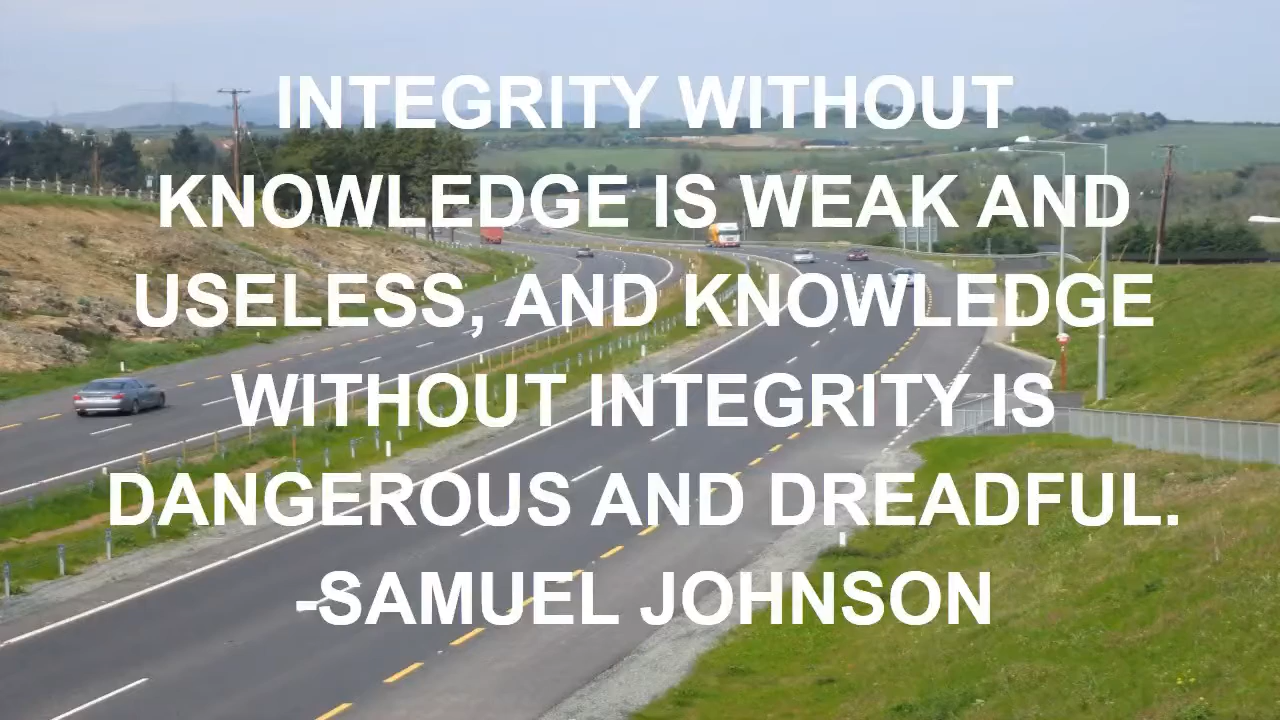 INTEGRITY WITHOUT
KNOWLEDGE IS WEAK AND
USELESS, AND KNOWLEDGE
WITHOUT INTEGRITY IS
DANGEROUS AND DREADFUL.
-SAMUEL JOHNSON